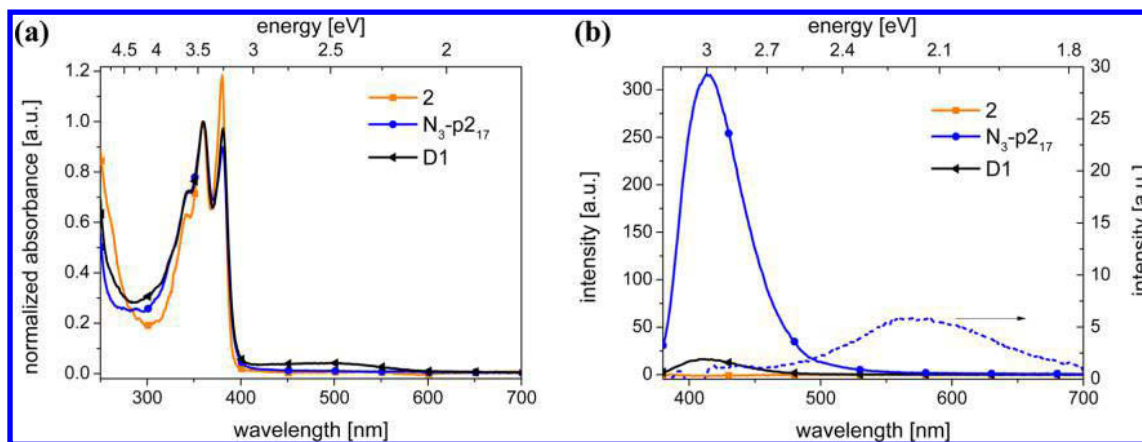 (a)
energy [eV]
4.5 4 3.5 3 2.5 2
1.2
1.0
0.8
0.6
0.4
0.2
0.0
normalized absorbance [a.u.]
2
N₃-p2₁₇
D1
300 400 500 600 700
wavelength [nm]
(b)
energy [eV]
3 2.7 2.4 2.1 1.8
300
250
200
150
100
50
0
intensity [a.u.]
2
N₃-p2₁₇
D1
30
25
20
15
10
5
0
intensity [a.u.]
400 500 600 700
wavelength [nm]